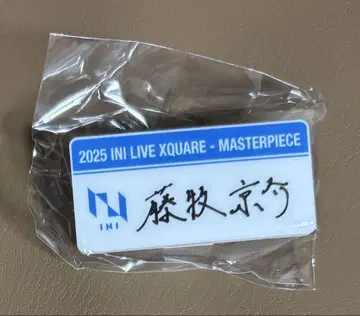 2025 INI LIVE XQUARE - MASTERPIECE
INI
藤牧京介